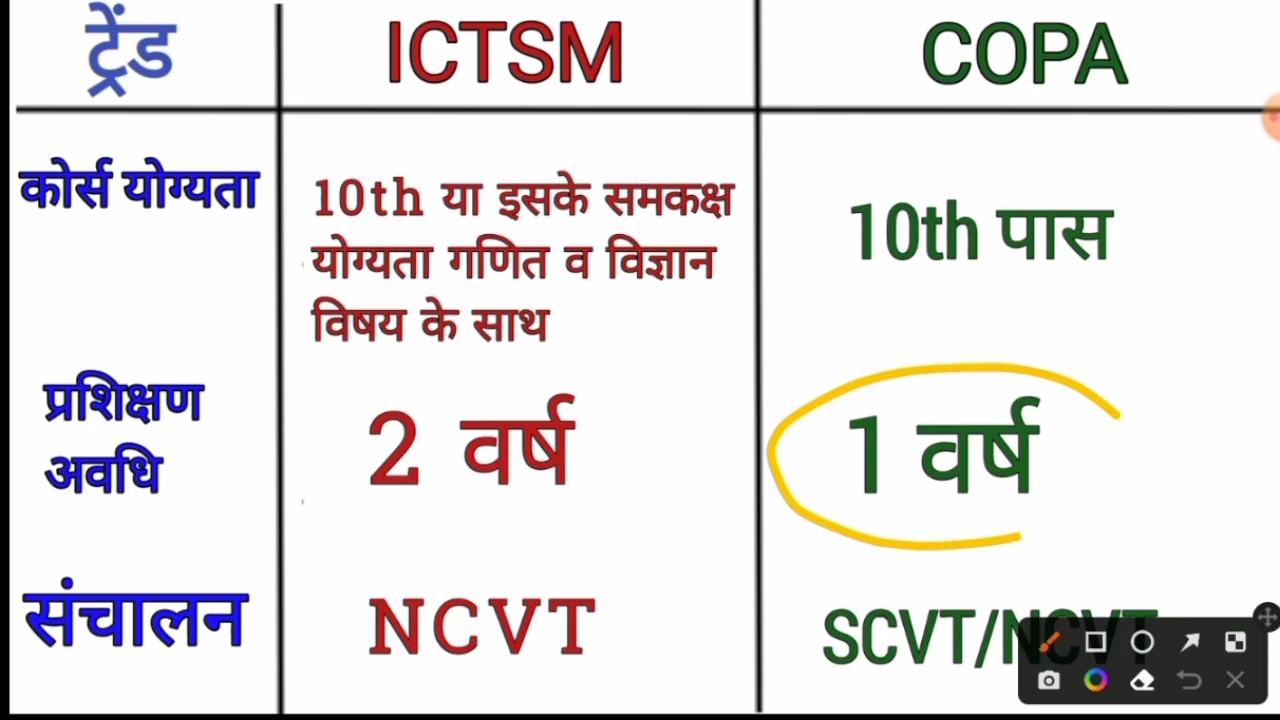 ट्रेंड ICTSM COPA
कोर्स योग्यता
10th या इसके समकक्ष
योग्यता गणित व विज्ञान
विषय के साथ
10th पास
प्रशिक्षण
अवधि
2 वर्ष
1 वर्ष
संचालन NCVT SCVT/NCVT